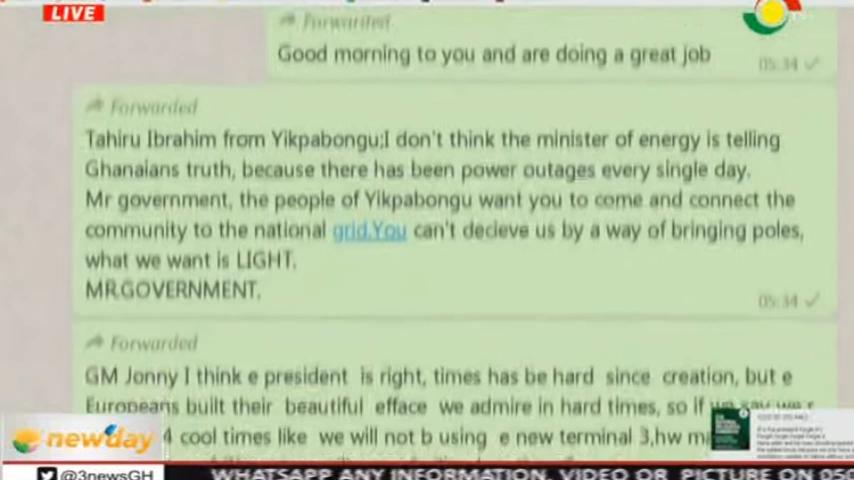 LIVE
Forwarded
Good morning to you and are doing a great job
05:34
Forwarded
Tahiru Ibrahim from Yikpabongu;I don't think the minister of energy is telling
Ghanaians truth, because there has been power outages every single day.
Mr government, the people of Yikpabongu want you to come and connect the
community to the national grid.You can't decieve us by a way of bringing poles,
what we want is LIGHT.
MR.GOVERNMENT.
05:34
Forwarded
GM Jonny I think e president is right, times has be hard since creation, but e
Europeans built their beautiful efface we admire in hard times, so if we say we r
4 cool times like we will not b using e new terminal 3,hw
newday
@3newsGH
WHATSAPP ANY INFORMATION, VIDEO OR PICTURE ON